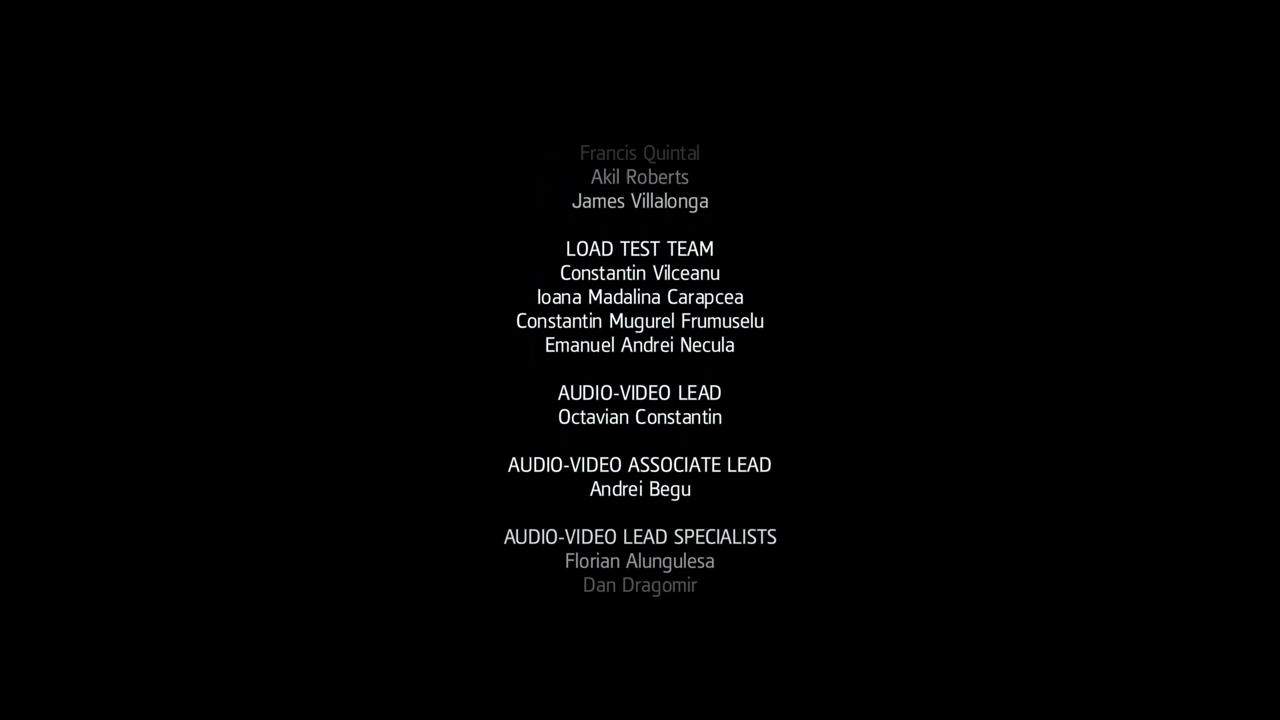 Francis Quintal
Akil Roberts
James Villalonga
LOAD TEST TEAM
Constantin Vilceanu
Ioana Madalina Carapcea
Constantin Mugurel Frumuselu
Emanuel Andrei Necula
AUDIO-VIDEO LEAD
Octavian Constantin
AUDIO-VIDEO ASSOCIATE LEAD
Andrei Begu
AUDIO-VIDEO LEAD SPECIALISTS
Florian Alungulesa
Dan Dragomir